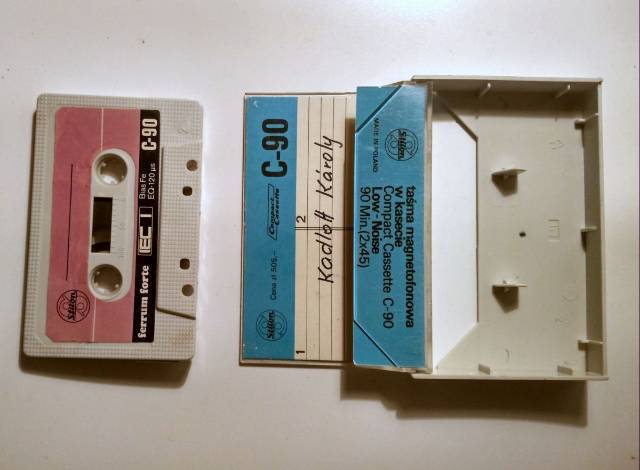 Stilon
ferrum forte
IEC I
Bias Fe
EQ-120 µs
C-90
Stilon
Cena zł 505,-
Compact
Cassette
C-90
1
2
Kadlott Károly
Stilon
MADE IN POLAND
taśma magnetofonowa
w kasecie
Compact Cassette C-90
Low-Noise
90 Min.(2x45)